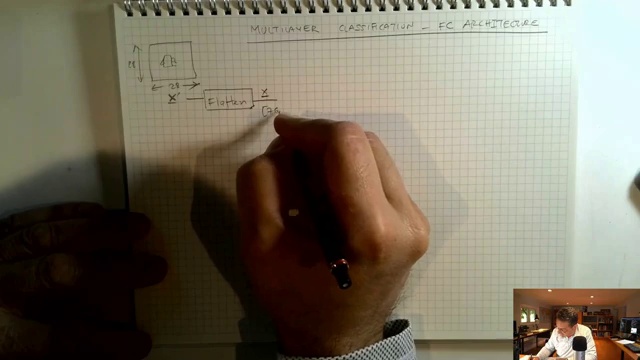 MULTILAYER CLASSIFICATION – FC ARCHITECTURE
28
28
x' Flatten x